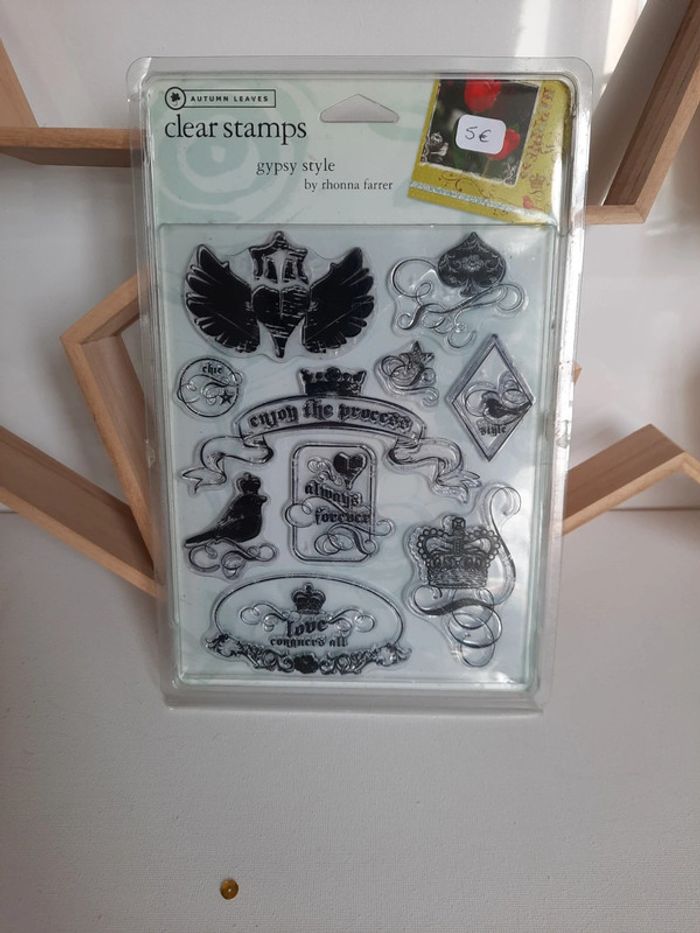 AUTUMN LEAVES
clear stamps
5€
gypsy style
by rhonna farrer
chic
enjoy the process
style
always
forever
love
conquers all